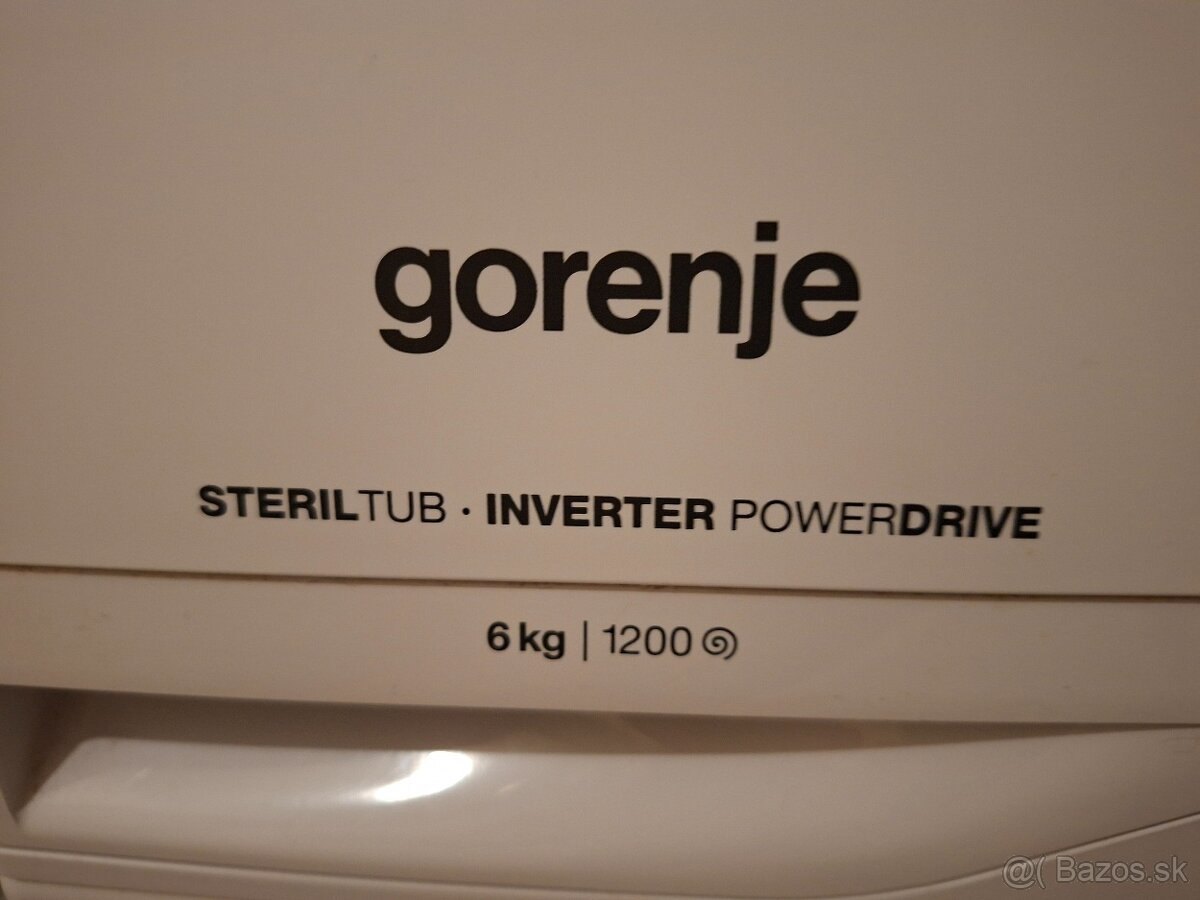 gorenje
STERILTUB · INVERTER POWERDRIVE
6 kg | 1200
@( Bazos.sk